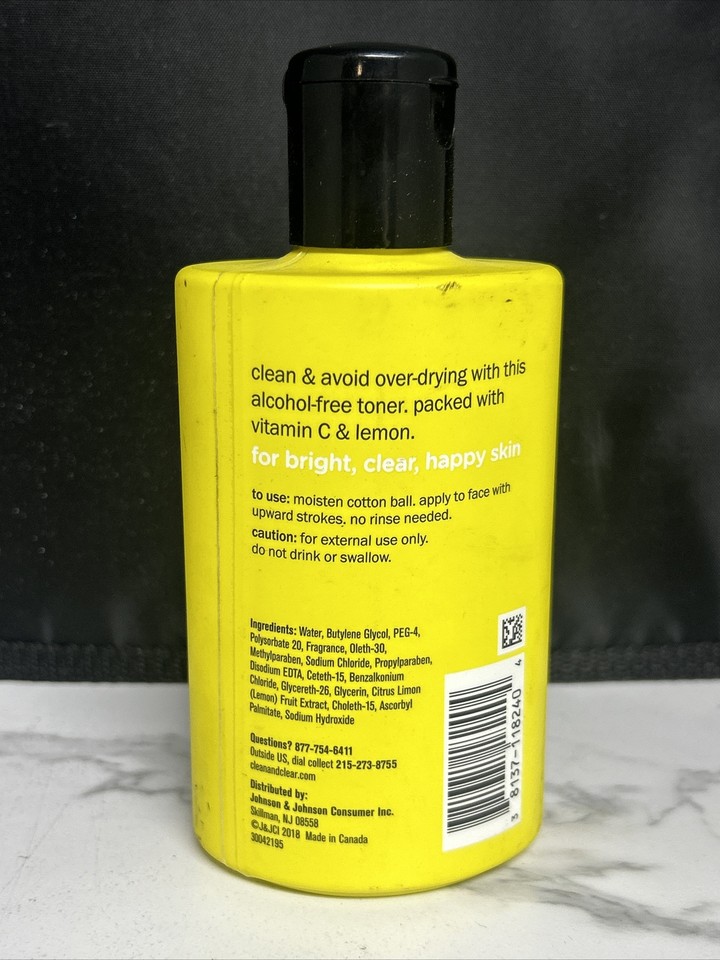 clean & avoid over-drying with this
alcohol-free toner. packed with
vitamin C & lemon.
for bright, clear, happy skin
to use: moisten cotton ball. apply to face with
upward strokes. no rinse needed.
caution: for external use only.
do not drink or swallow.
Ingredients: Water, Butylene Glycol, PEG-4,
Polysorbate 20, Fragrance, Oleth-30,
Methylparaben, Sodium Chloride, Propylparaben,
Disodium EDTA, Ceteth-15, Benzalkonium
Chloride, Glycereth-26, Glycerin, Citrus Limon
(Lemon) Fruit Extract, Choleth-15, Ascorbyl
Palmitate, Sodium Hydroxide
Questions? 877-754-6411
Outside US, dial collect 215-273-8755
cleanandclear.com
Distributed by:
Johnson & Johnson Consumer Inc.
Skillman, NJ 08558
©J&JCI 2018 Made in Canada
30042195
3 8137-118240 4